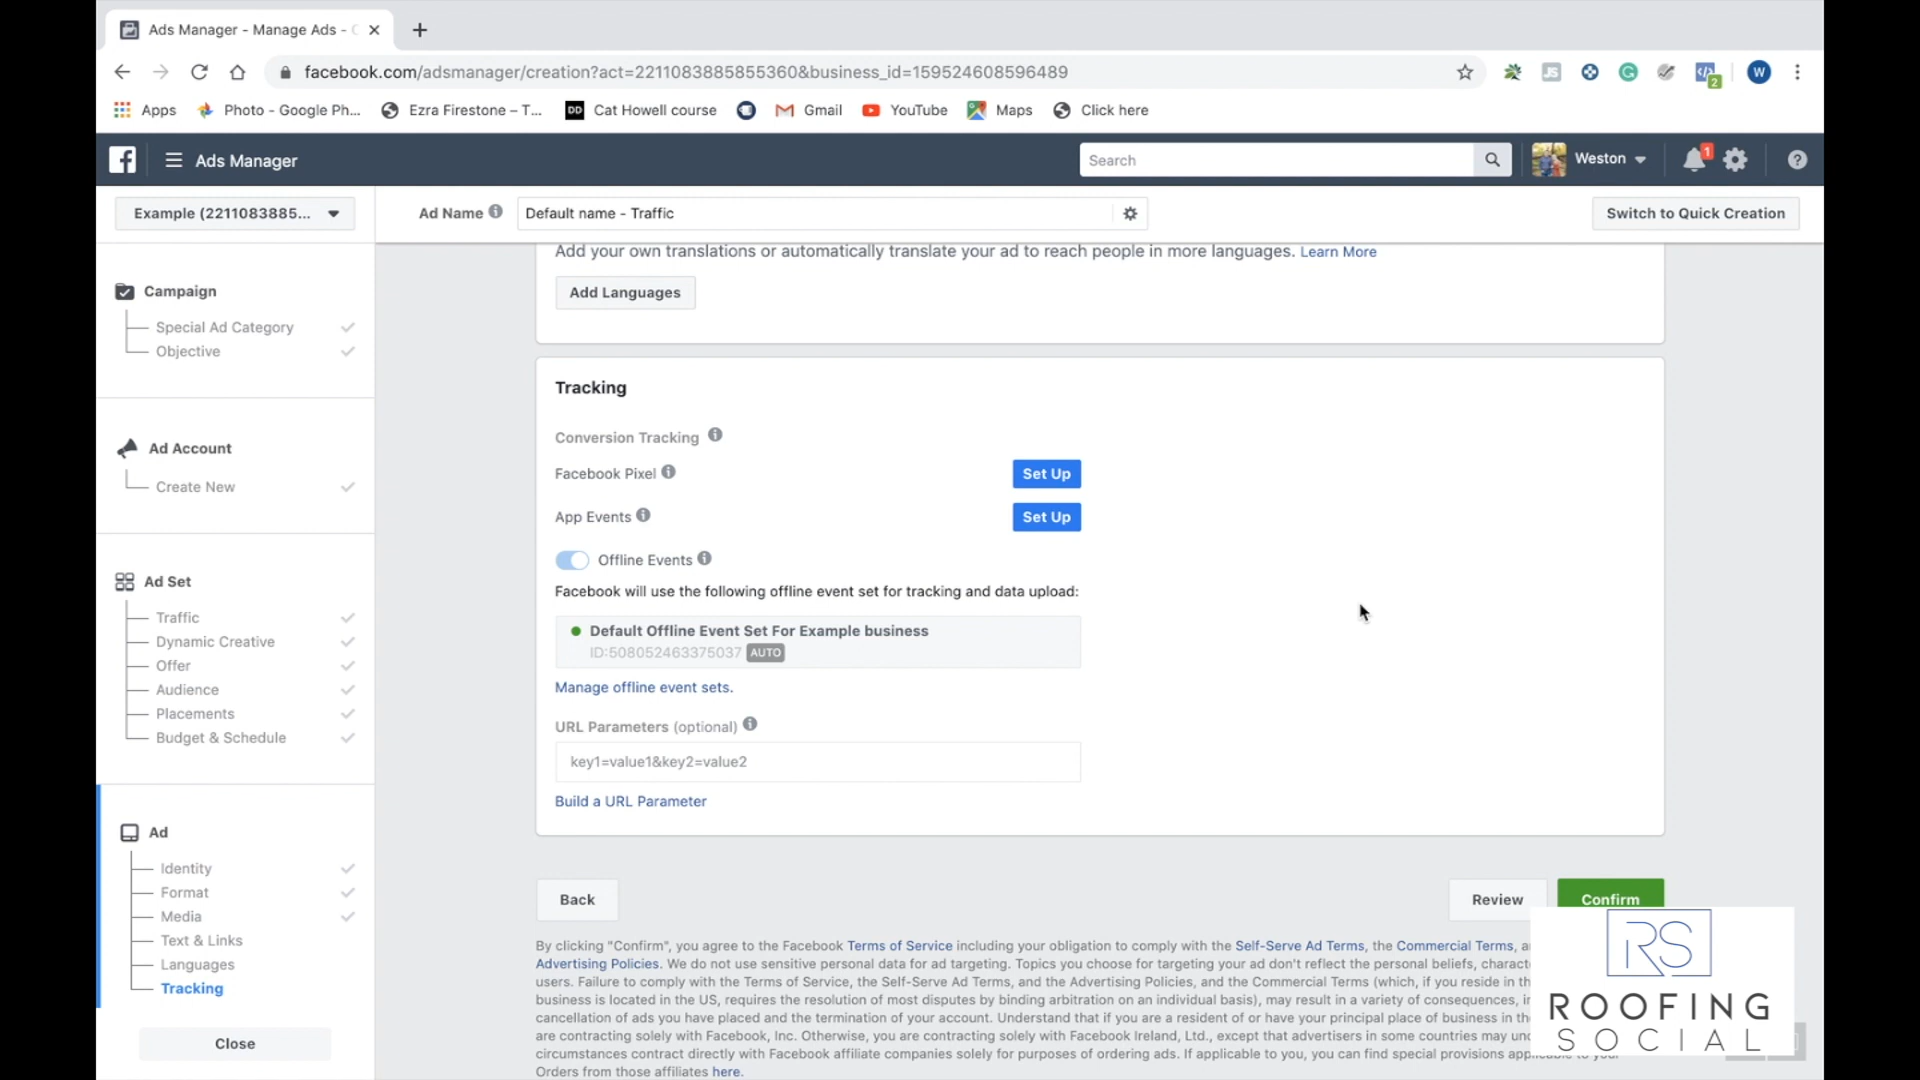 Ads Manager - Manage Ads -
facebook.com/adsmanager/creation?act=2211083885855360&business_id=159524608596489
JS
G
2
W
Apps
Photo - Google Ph...
Ezra Firestone – T...
DD
Cat Howell course
Gmail
YouTube
Maps
Click here
Ads Manager
Search
Weston
1
Example (2211083885...
Ad Name
Default name - Traffic
Switch to Quick Creation
Campaign
Special Ad Category
Objective
Ad Account
Create New
Ad Set
Traffic
Dynamic Creative
Offer
Audience
Placements
Budget & Schedule
Ad
Identity
Format
Media
Text & Links
Languages
Tracking
Close
Add your own translations or automatically translate your ad to reach people in more languages. Learn More
Add Languages
Tracking
Conversion Tracking
Facebook Pixel
Set Up
App Events
Set Up
Offline Events
Facebook will use the following offline event set for tracking and data upload:
Default Offline Event Set For Example business
ID:508052463375037 AUTO
Manage offline event sets.
URL Parameters (optional)
key1=value1&key2=value2
Build a URL Parameter
Back
Review
Confirm
By clicking "Confirm", you agree to the Facebook Terms of Service including your obligation to comply with the Self-Serve Ad Terms, the Commercial Terms,
Advertising Policies. We do not use sensitive personal data for ad targeting. Topics you choose for targeting your ad don't reflect the personal beliefs,
users. Failure to comply with the Terms of Service, the Self-Serve Ad Terms, and the Advertising Policies, and the Commercial Terms (which, if you reside in
business is located in the US, requires the resolution of most disputes by binding arbitration on an individual basis), may result in a variety of consequences,
cancellation of ads you have placed and the termination of your account. Understand that if you are a resident of or have your principal place of business in
are contracting solely with Facebook, Inc. Otherwise, you are contracting solely with Facebook Ireland, Ltd., except that advertisers in some countries may
circumstances contract directly with Facebook affiliate companies solely for purposes of ordering ads. If applicable to you, you can find special provisions
Orders from those affiliates here.
RS
ROOFING
SOCIAL